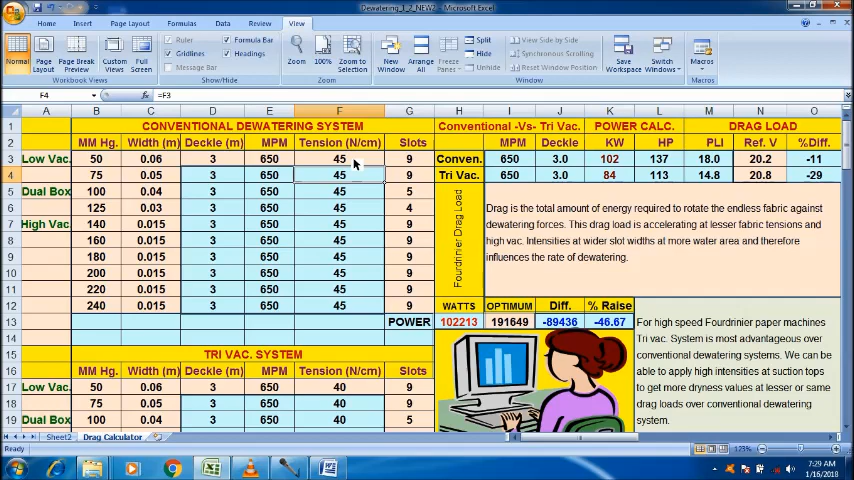 Dewatering_1_2_NEW2 - Microsoft Excel
Home Insert Page Layout Formulas Data Review View
Normal Page Layout Page Break Preview Custom Views Full Screen
Ruler Formula Bar
Gridlines Headings
Message Bar
Zoom 100% Zoom to Selection
New Window Arrange All Freeze Panes
Split View Side by Side
Hide Synchronous Scrolling
Unhide Reset Window Position
Save Workspace Switch Windows Macros
Workbook Views Show/Hide Zoom Window Macros
F4 =F3
A B C D E F G H I J K L M N O
1 CONVENTIONAL DEWATERING SYSTEM Conventional -Vs- Tri Vac. POWER CALC. DRAG LOAD
2 MM Hg. Width (m) Deckle (m) MPM Tension (N/cm) Slots MPM Deckle KW HP PLI Ref. V %Diff.
3 Low Vac. 50 0.06 3 650 45 9 Conven. 650 3.0 102 137 18.0 20.2 -11
4 75 0.05 3 650 45 9 Tri Vac. 650 3.0 84 113 14.8 20.8 -29
5 Dual Box 100 0.04 3 650 45 5
6 125 0.03 3 650 45 4
7 High Vac. 140 0.015 3 650 45 9
8 160 0.015 3 650 45 9
9 180 0.015 3 650 45 9
10 200 0.015 3 650 45 9
11 220 0.015 3 650 45 9
12 240 0.015 3 650 45 9
Fourdrinier Drag Load
Drag is the total amount of energy required to rotate the endless fabric against
dewatering forces. This drag load is accelerating at lesser fabric tensions and
high vac. Intensities at wider slot widths at more water area and therefore
influences the rate of dewatering.
WATTS OPTIMUM Diff. % Raise
13 POWER 102213 191649 -89436 -46.67
14
For high speed Fourdrinier paper machines
Tri vac. System is most advantageous over
conventional dewatering systems. We can be
able to apply high intensities at suction tops
to get more dryness values at lesser or same
drag loads over conventional dewatering
system.
15 TRI VAC. SYSTEM
16 MM Hg. Width (m) Deckle (m) MPM Tension (N/cm) Slots
17 Low Vac. 50 0.06 3 650 40 9
18 75 0.05 3 650 40 9
19 Dual Box 100 0.04 3 650 40 5
Sheet2 Drag Calculator
Ready 123%
7:29 AM
1/16/2018